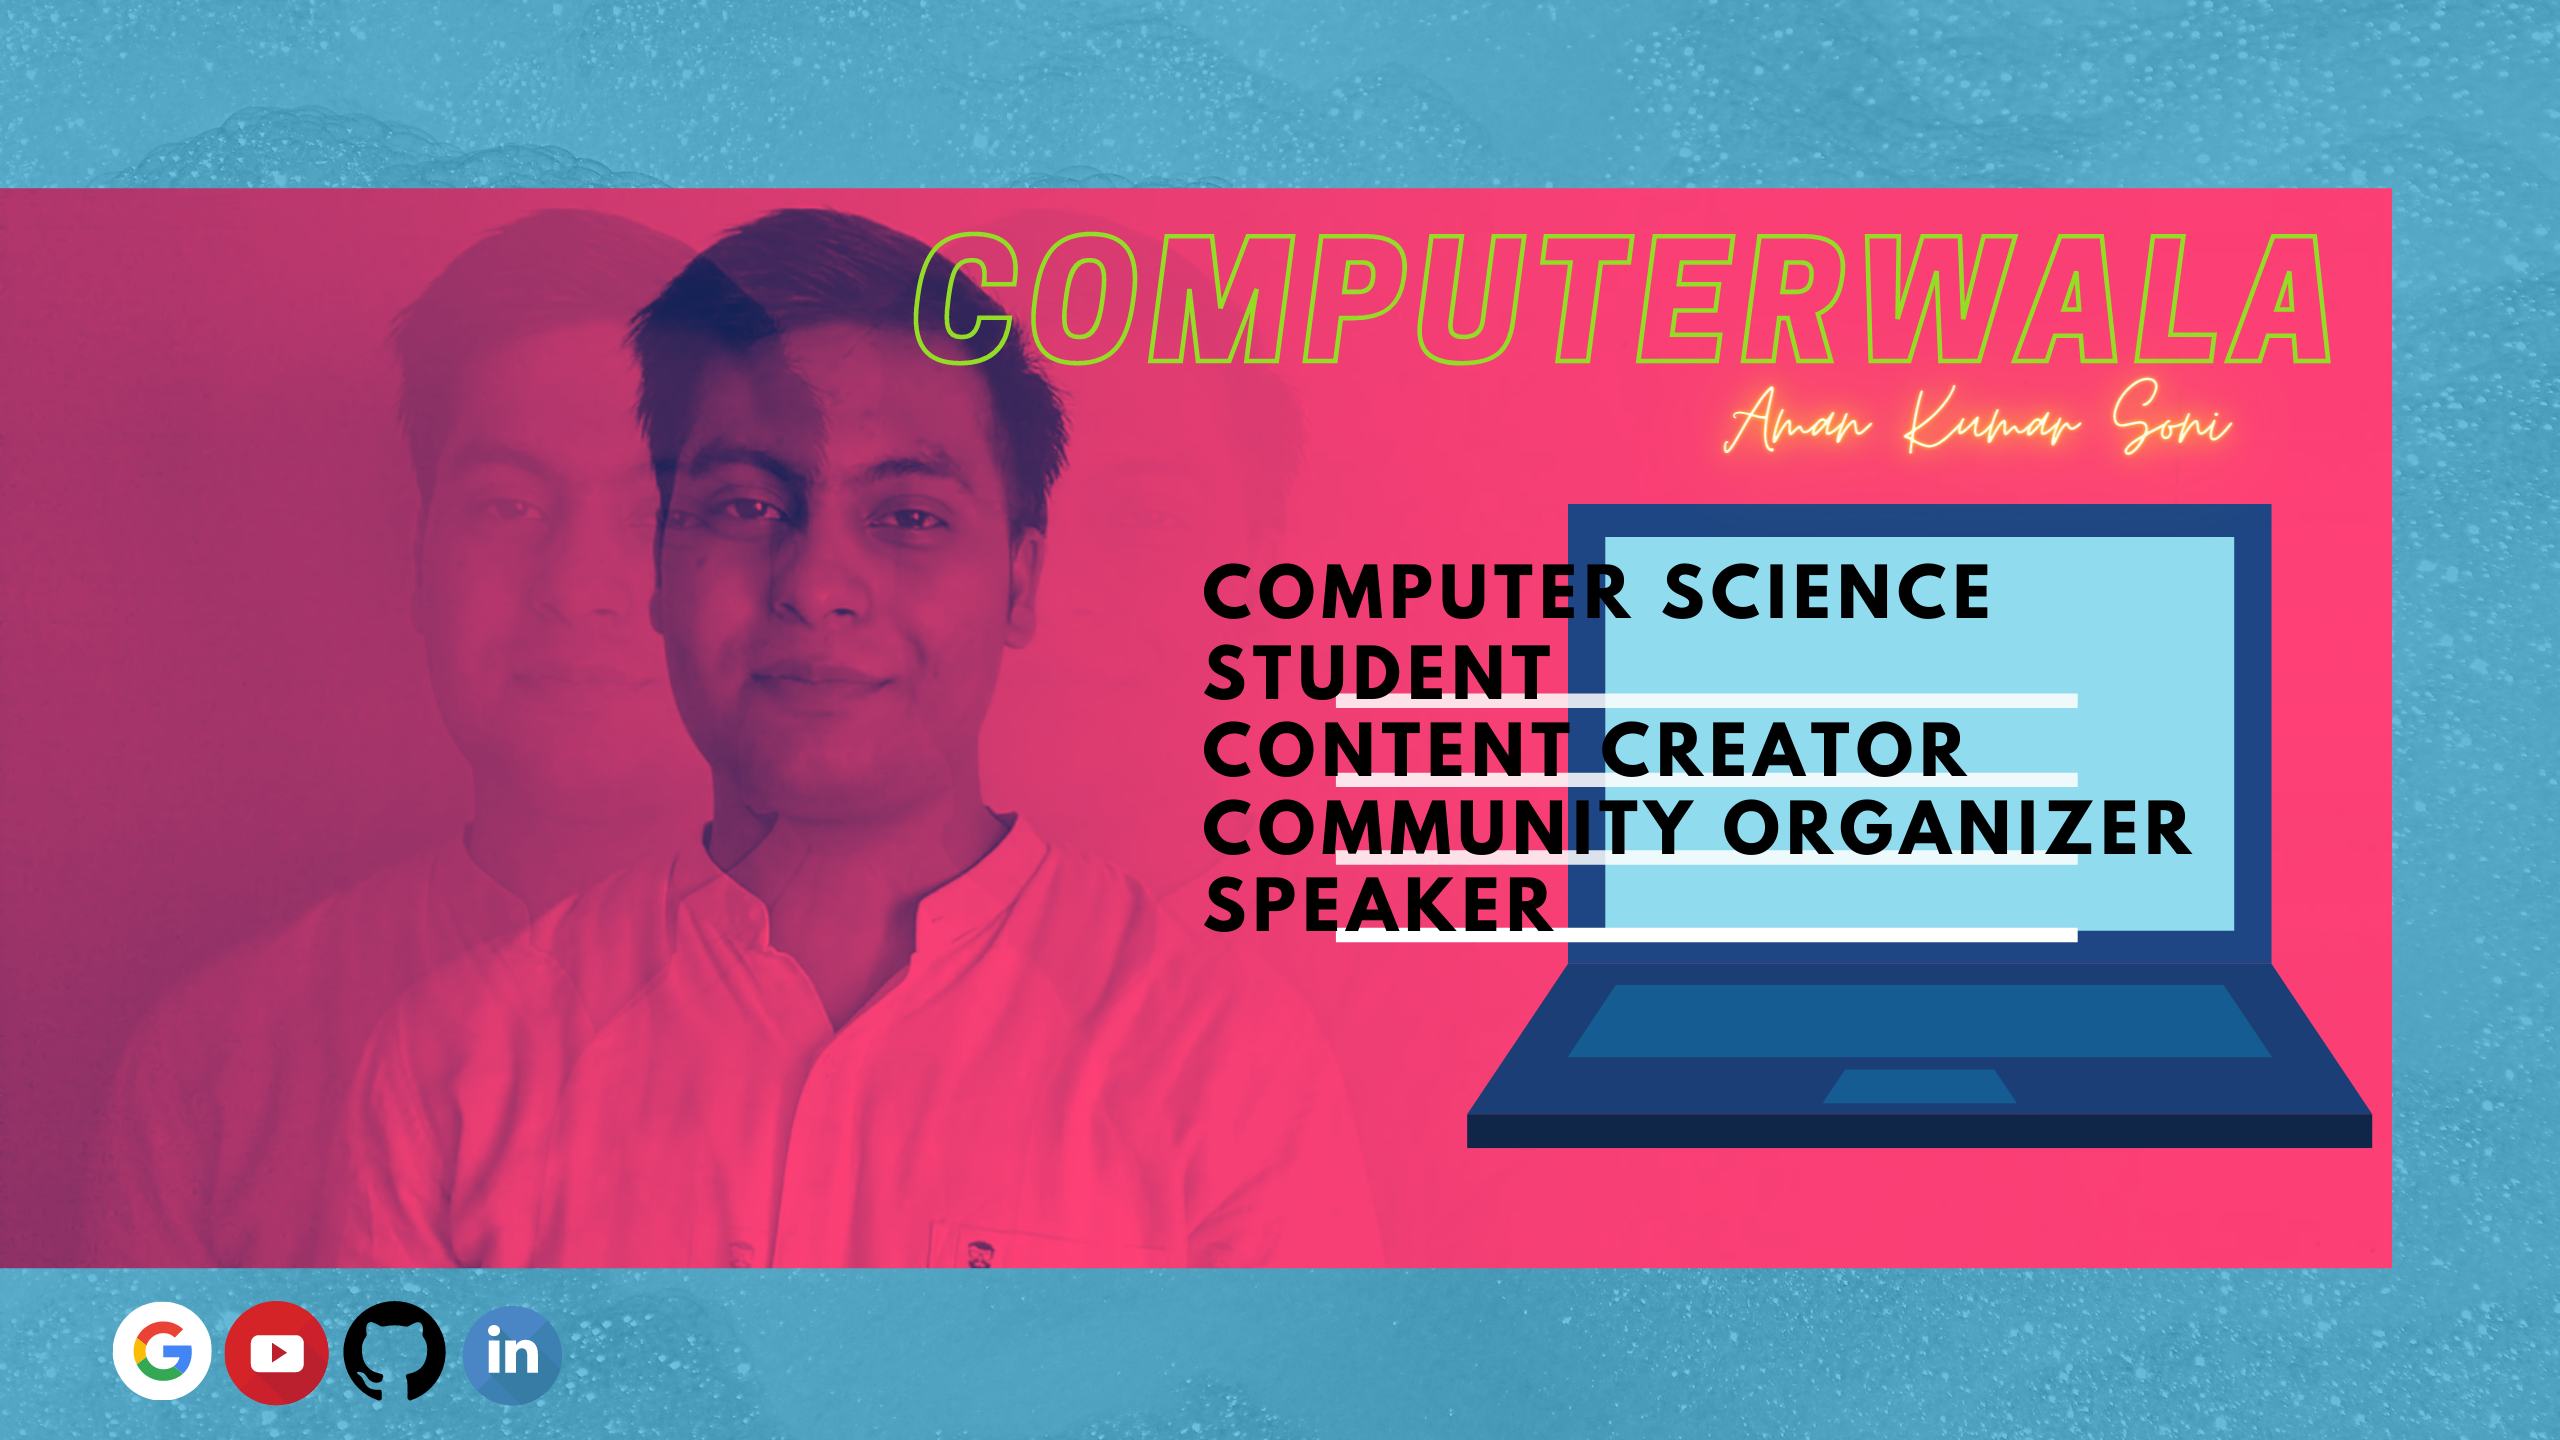 COMPUTERWALA
Aman Kumar Soni
COMPUTER SCIENCE
STUDENT
CONTENT CREATOR
COMMUNITY ORGANIZER
SPEAKER
G
in